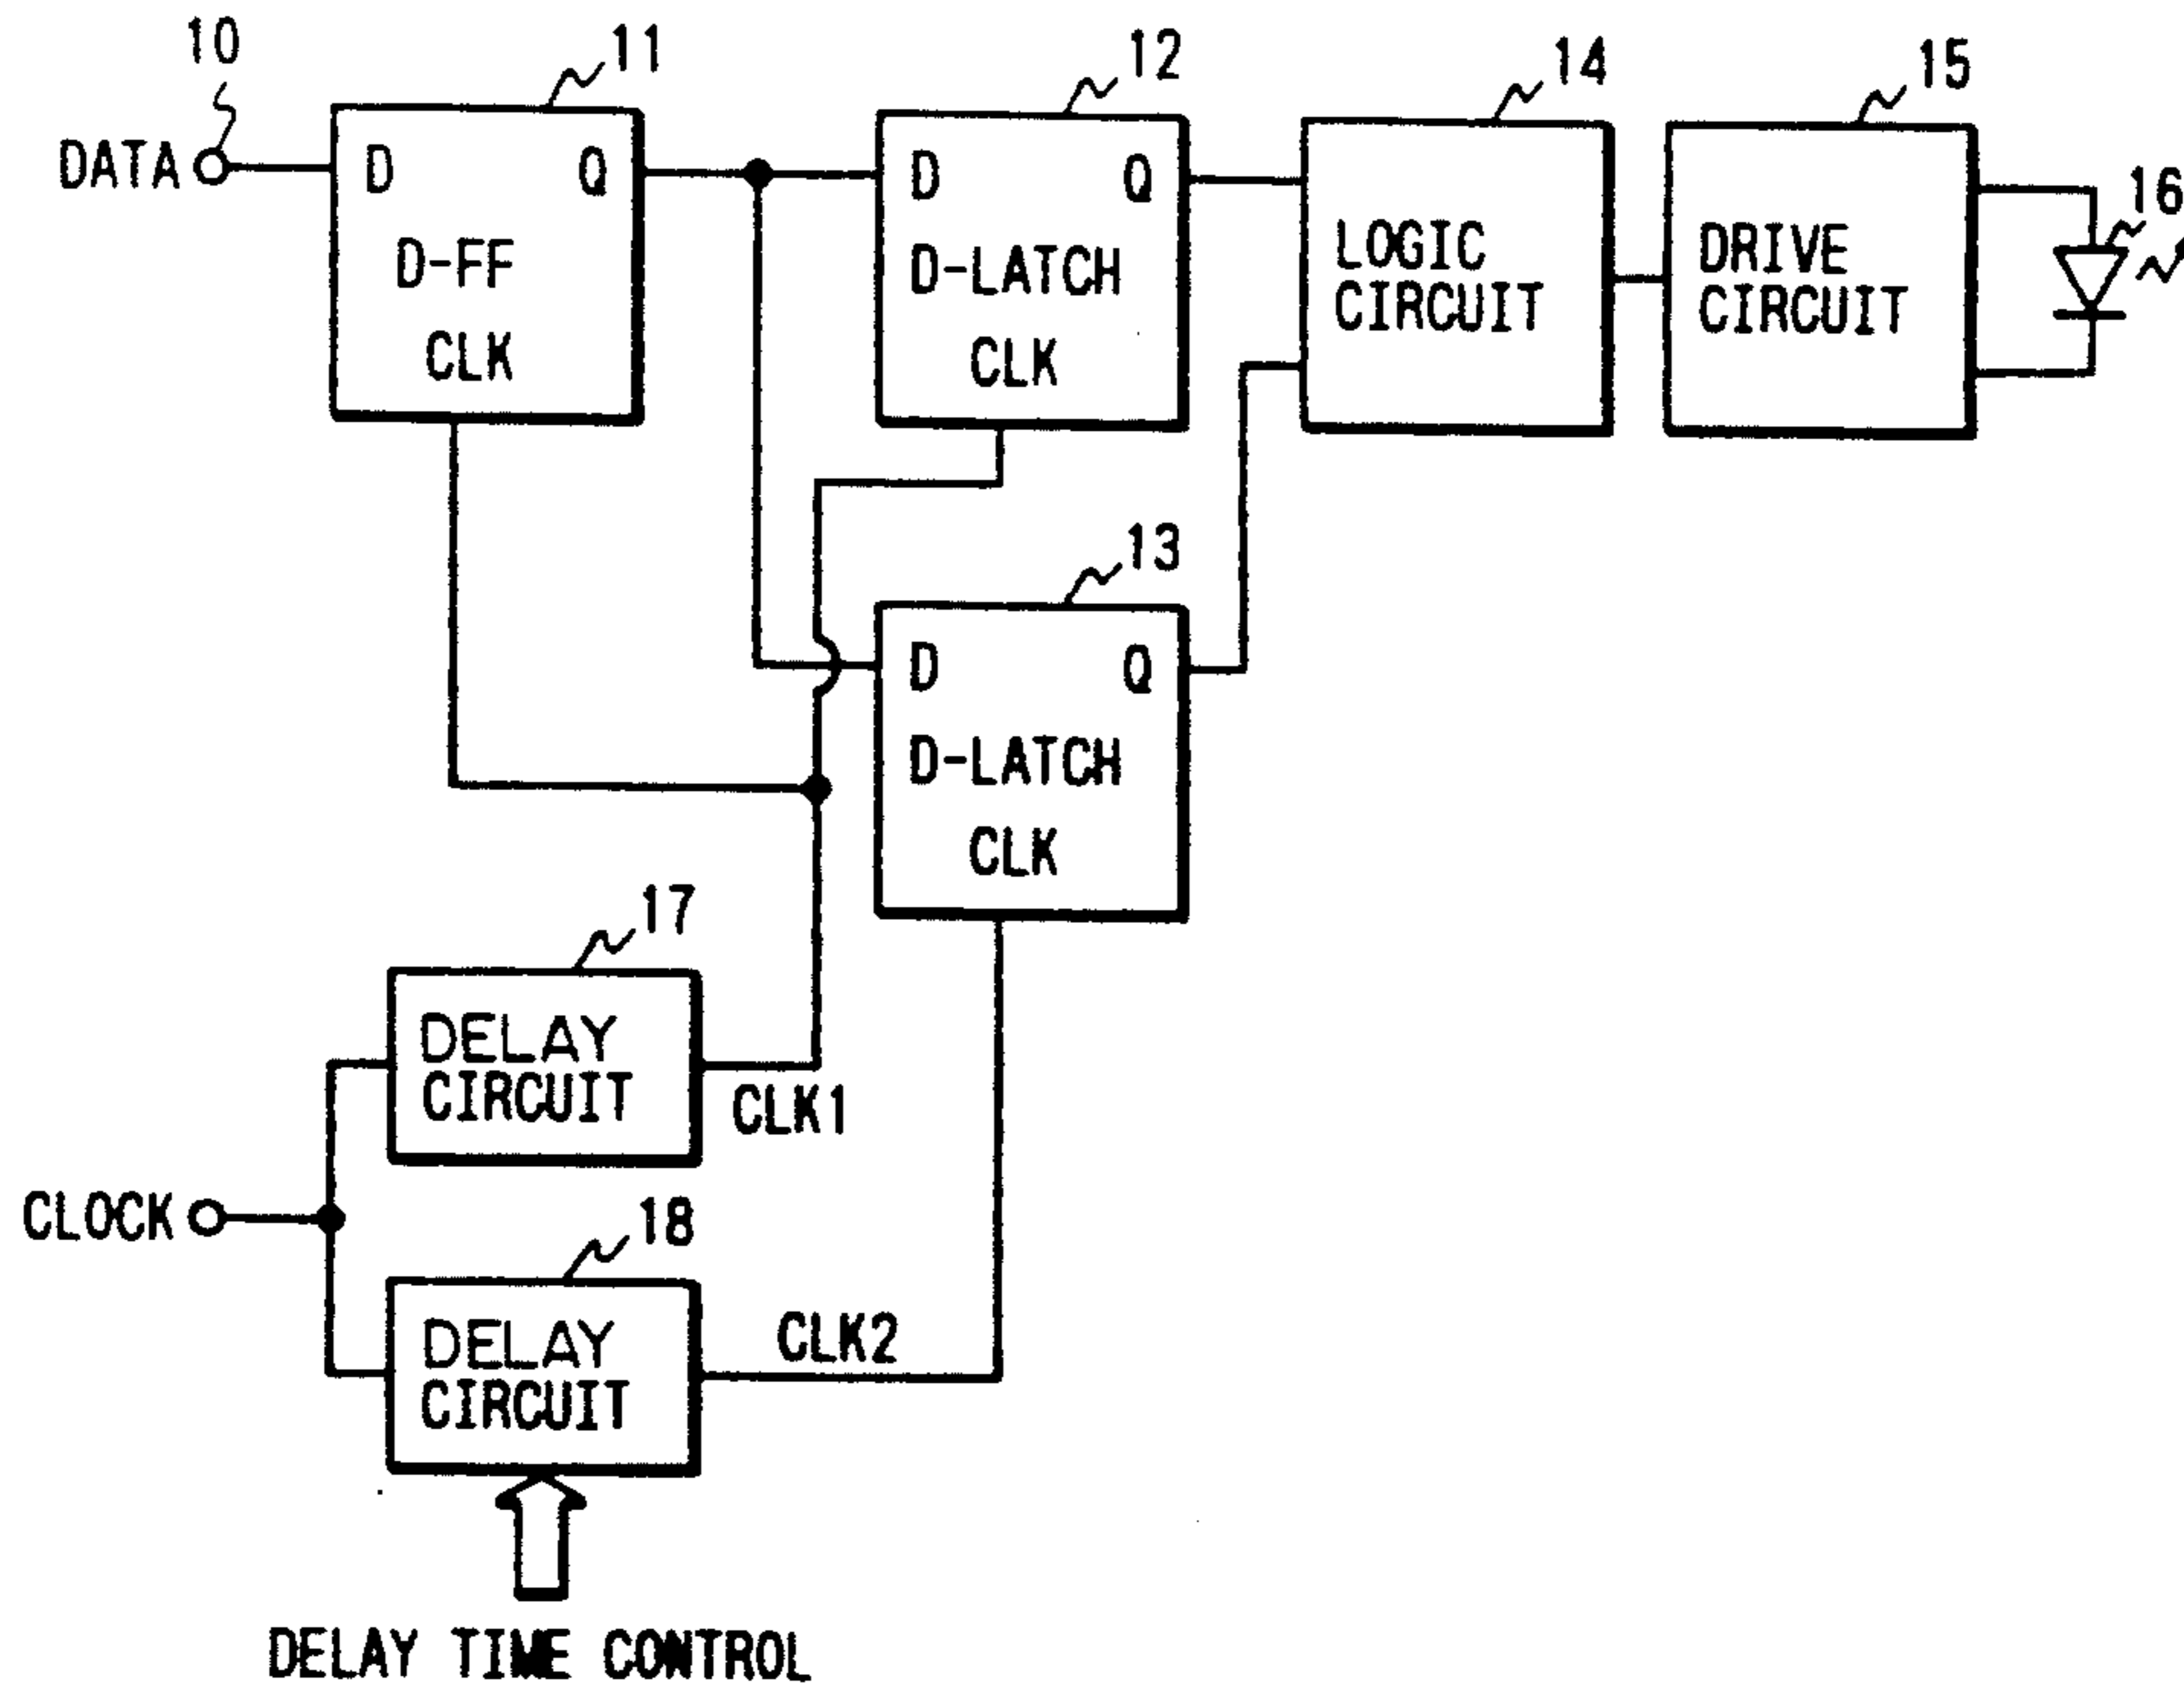 10
11
12
14
15
DATA
D Q
D-FF
CLK
D Q
D-LATCH
CLK
LOGIC
CIRCUIT
DRIVE
CIRCUIT
16
13
D Q
D-LATCH
CLK
17
DELAY
CIRCUIT
CLK1
CLOCK
18
DELAY
CIRCUIT
CLK2
DELAY TIME CONTROL